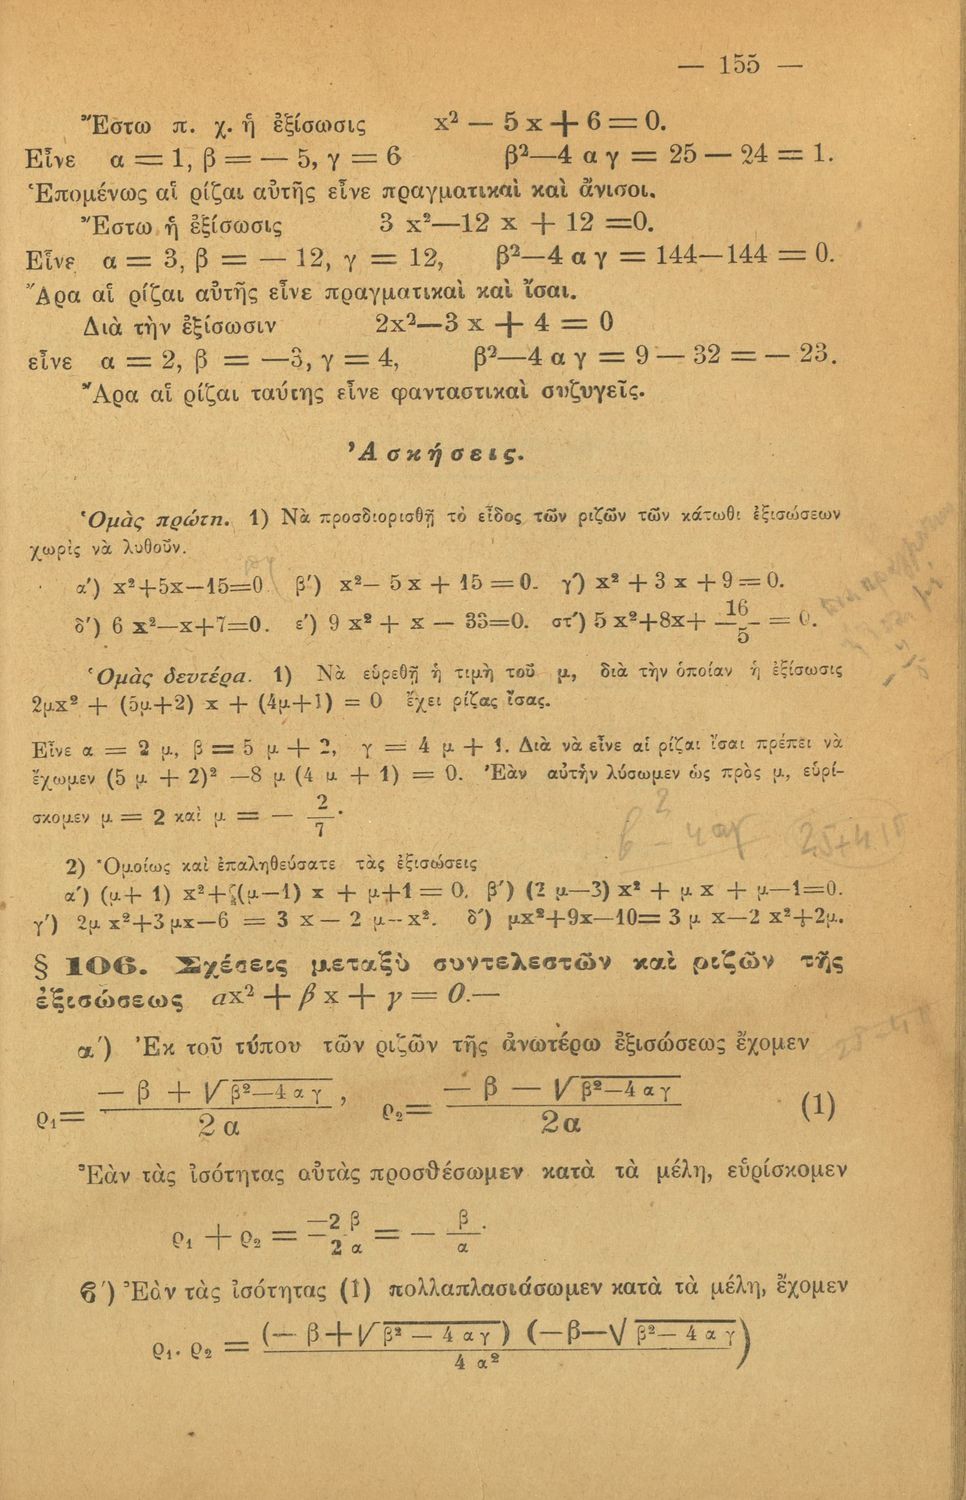 — 155 —
Ἔστω π. χ. ἡ ἐξίσωσις x² — 5 x + 6 = 0.
Εἶνε α = 1, β = — 5, γ = 6 β²—4 α γ = 25 — 24 = 1.
Ἑπομένως αἱ ρίζαι αὐτῆς εἶνε πραγματικαὶ καὶ ἄνισοι.
Ἔστω ἡ ἐξίσωσις 3 x²—12 x + 12 =0.
Εἶνε α = 3, β = — 12, γ = 12, β²—4 α γ = 144—144 = 0.
Ἄρα αἱ ρίζαι αὐτῆς εἶνε πραγματικαὶ καὶ ἴσαι.
Διὰ τὴν ἐξίσωσιν 2x²—3 x + 4 = 0
εἶνε α = 2, β = —3, γ = 4, β²—4 α γ = 9 — 32 = — 23.
Ἄρα αἱ ρίζαι ταύτης εἶνε φανταστικαὶ συζυγεῖς.
Ἀσκήσεις.
Ὁμὰς πρώτη. 1) Νὰ προσδιορισθῇ τὸ εἶδος τῶν ριζῶν τῶν κάτωθι ἐξισώσεων
χωρὶς νὰ λυθοῦν.
α′) x²+5x—15=0 β′) x²— 5 x + 15 = 0. γ′) x² + 3 x + 9 = 0.
δ′) 6 x²—x+7=0. ε′) 9 x² + x — 33=0. στ′) 5 x²+8x+ 16/5 = 0.
Ὁμὰς δευτέρα. 1) Νὰ εὑρεθῇ ἡ τιμὴ τοῦ μ, διὰ τὴν ὁποίαν ἡ ἐξίσωσις
2μx² + (5μ+2) x + (4μ+1) = 0 ἔχει ρίζας ἴσας.
Εἶνε α = 2 μ, β = 5 μ + 2, γ = 4 μ + 1. Διὰ νὰ εἶνε αἱ ρίζαι ἴσαι πρέπει νὰ
ἔχωμεν (5 μ + 2)² —8 μ (4 μ + 1) = 0. Ἐὰν αὐτὴν λύσωμεν ὡς πρὸς μ, εὑρί-
σκομεν μ = 2 καὶ μ = — 2/7.
2) Ὁμοίως καὶ ἐπαληθεύσατε τὰς ἐξισώσεις
α′) (μ+ 1) x²+ (μ—1) x + μ+1 = 0. β′) (2 μ—3) x² + μ x + μ—1=0.
γ′) 2μ x²+3 μx—6 = 3 x — 2 μ—x². δ′) μx²+9x—10= 3 μ x—2 x²+2μ.
§ 106. Σχέσεις μεταξὺ συντελεστῶν καὶ ριζῶν τῆς
ἐξισώσεως αx² + β x + γ = 0.—
α′) Ἐκ τοῦ τύπου τῶν ριζῶν τῆς ἀνωτέρω ἐξισώσεως ἔχομεν
ρ₁= (— β + √β²—4 α γ)/2 α , ρ₂= (— β — √β²—4 α γ)/2 α (1)
Ἐὰν τὰς ἰσότητας αὐτὰς προσθέσωμεν κατὰ τὰ μέλη, εὑρίσκομεν
ρ₁ + ρ₂ = —2 β/2 α = — β/α.
β′) Ἐὰν τὰς ἰσότητας (1) πολλαπλασιάσωμεν κατὰ τὰ μέλη, ἔχομεν
ρ₁. ρ₂ = (— β + √β² — 4 α γ) (—β—√β²— 4 α γ)/4 α²